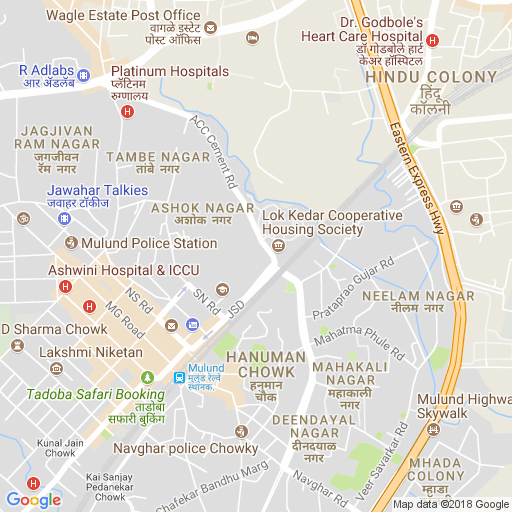 Wagle Estate Post Office
वागळे इस्टेट
पोस्ट ऑफिस
Dr. Godbole's
Heart Care Hospital
डॉ गोडबोले हार्ट
केअर हॉस्पिटल
R Adlabs
आर अ‍ॅडलॅब
Platinum Hospitals
प्लॅटिनम
रुग्णालय
HINDU COLONY
हिंदू
कॉलनी
ACC Cement Rd
Eastern Express Hwy
JAGJIVAN
RAM NAGAR
जगजीवन
रॅम नगर
TAMBE NAGAR
तांबे नगर
Jawahar Talkies
जवाहर टॉकीज
ASHOK NAGAR
अशोक नगर
Lok Kedar Cooperative
Housing Society
Mulund Police Station
Ashwini Hospital & ICCU
Prataprao Gujar Rd
NEELAM NAGAR
नीलम नगर
NS Rd
SN Rd
JSD
MG Road
D Sharma Chowk
Mahatma Phule Rd
Lakshmi Niketan
HANUMAN
CHOWK
हनुमान
चौक
Mulund
मुलुंड रेल्वे
स्थानक.
MAHAKALI
NAGAR
महाकाली
नगर
Tadoba Safari Booking
ताडोबा
सफारी बुकिंग
Mulund Highway
Skywalk
DEENDAYAL
NAGAR
दीनदयाळ
नगर
Kunal Jain
Chowk
Navghar police Chowky
Veer Savarkar Rd
MHADA
COLONY
म्हाडा
Kai Sanjay
Pedanekar
Chowk
Chafekar Bandhu Marg
Navghar Rd
Google
Map data ©2018 Google